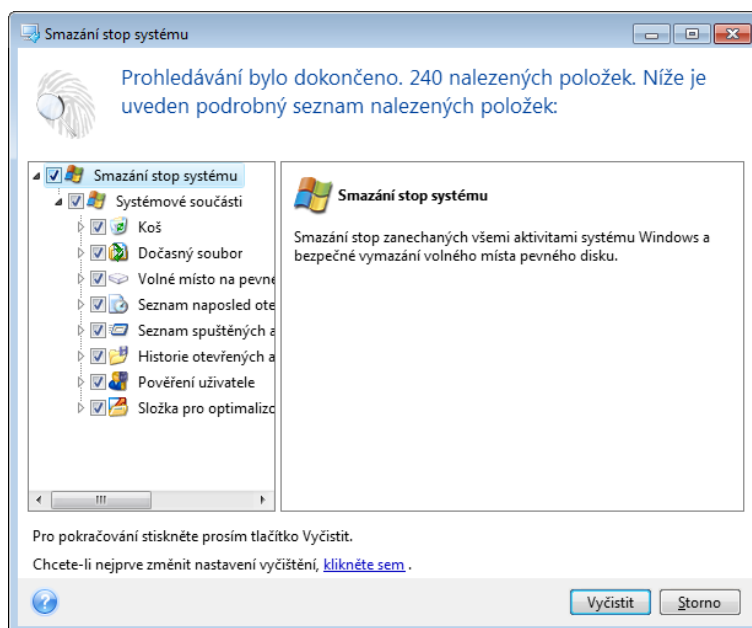 Smazání stop systému
Prohledávání bylo dokončeno. 240 nalezených položek. Níže je
uveden podrobný seznam nalezených položek:
Smazání stop systému
Systémové součásti
Koš
Dočasný soubor
Volné místo na pevné
Seznam naposled ote
Seznam spuštěných a
Historie otevřených a
Pověření uživatele
Složka pro optimalizo
Smazání stop systému
Smazání stop zanechaných všemi aktivitami systému Windows a
bezpečné vymazání volného místa pevného disku.
Pro pokračování stiskněte prosím tlačítko Vyčistit.
Chcete-li nejprve změnit nastavení vyčištění, klikněte sem .
Vyčistit
Storno